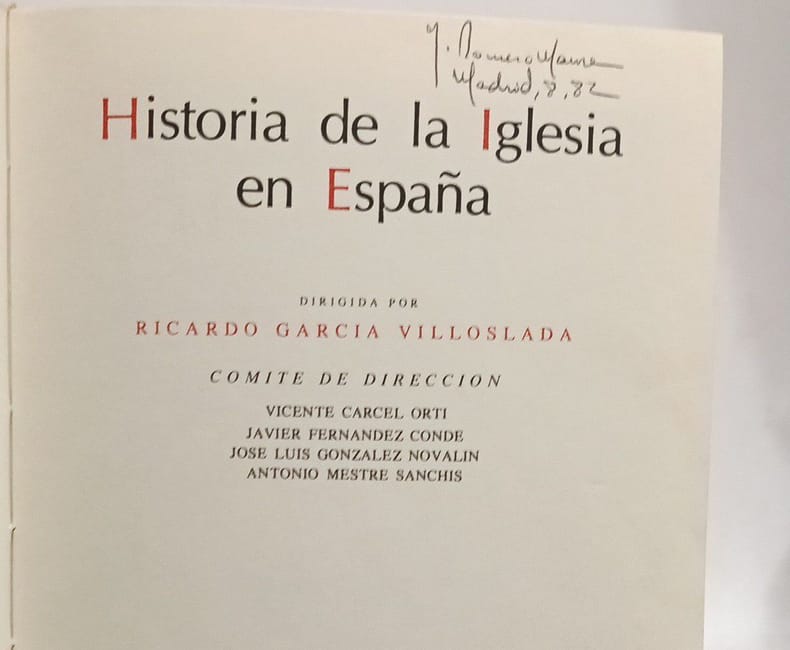 Madrid, 8, 82
Historia de la Iglesia
en España
DIRIGIDA POR
RICARDO GARCIA VILLOSLADA
COMITE DE DIRECCION
VICENTE CARCEL ORTI
JAVIER FERNANDEZ CONDE
JOSE LUIS GONZALEZ NOVALIN
ANTONIO MESTRE SANCHIS